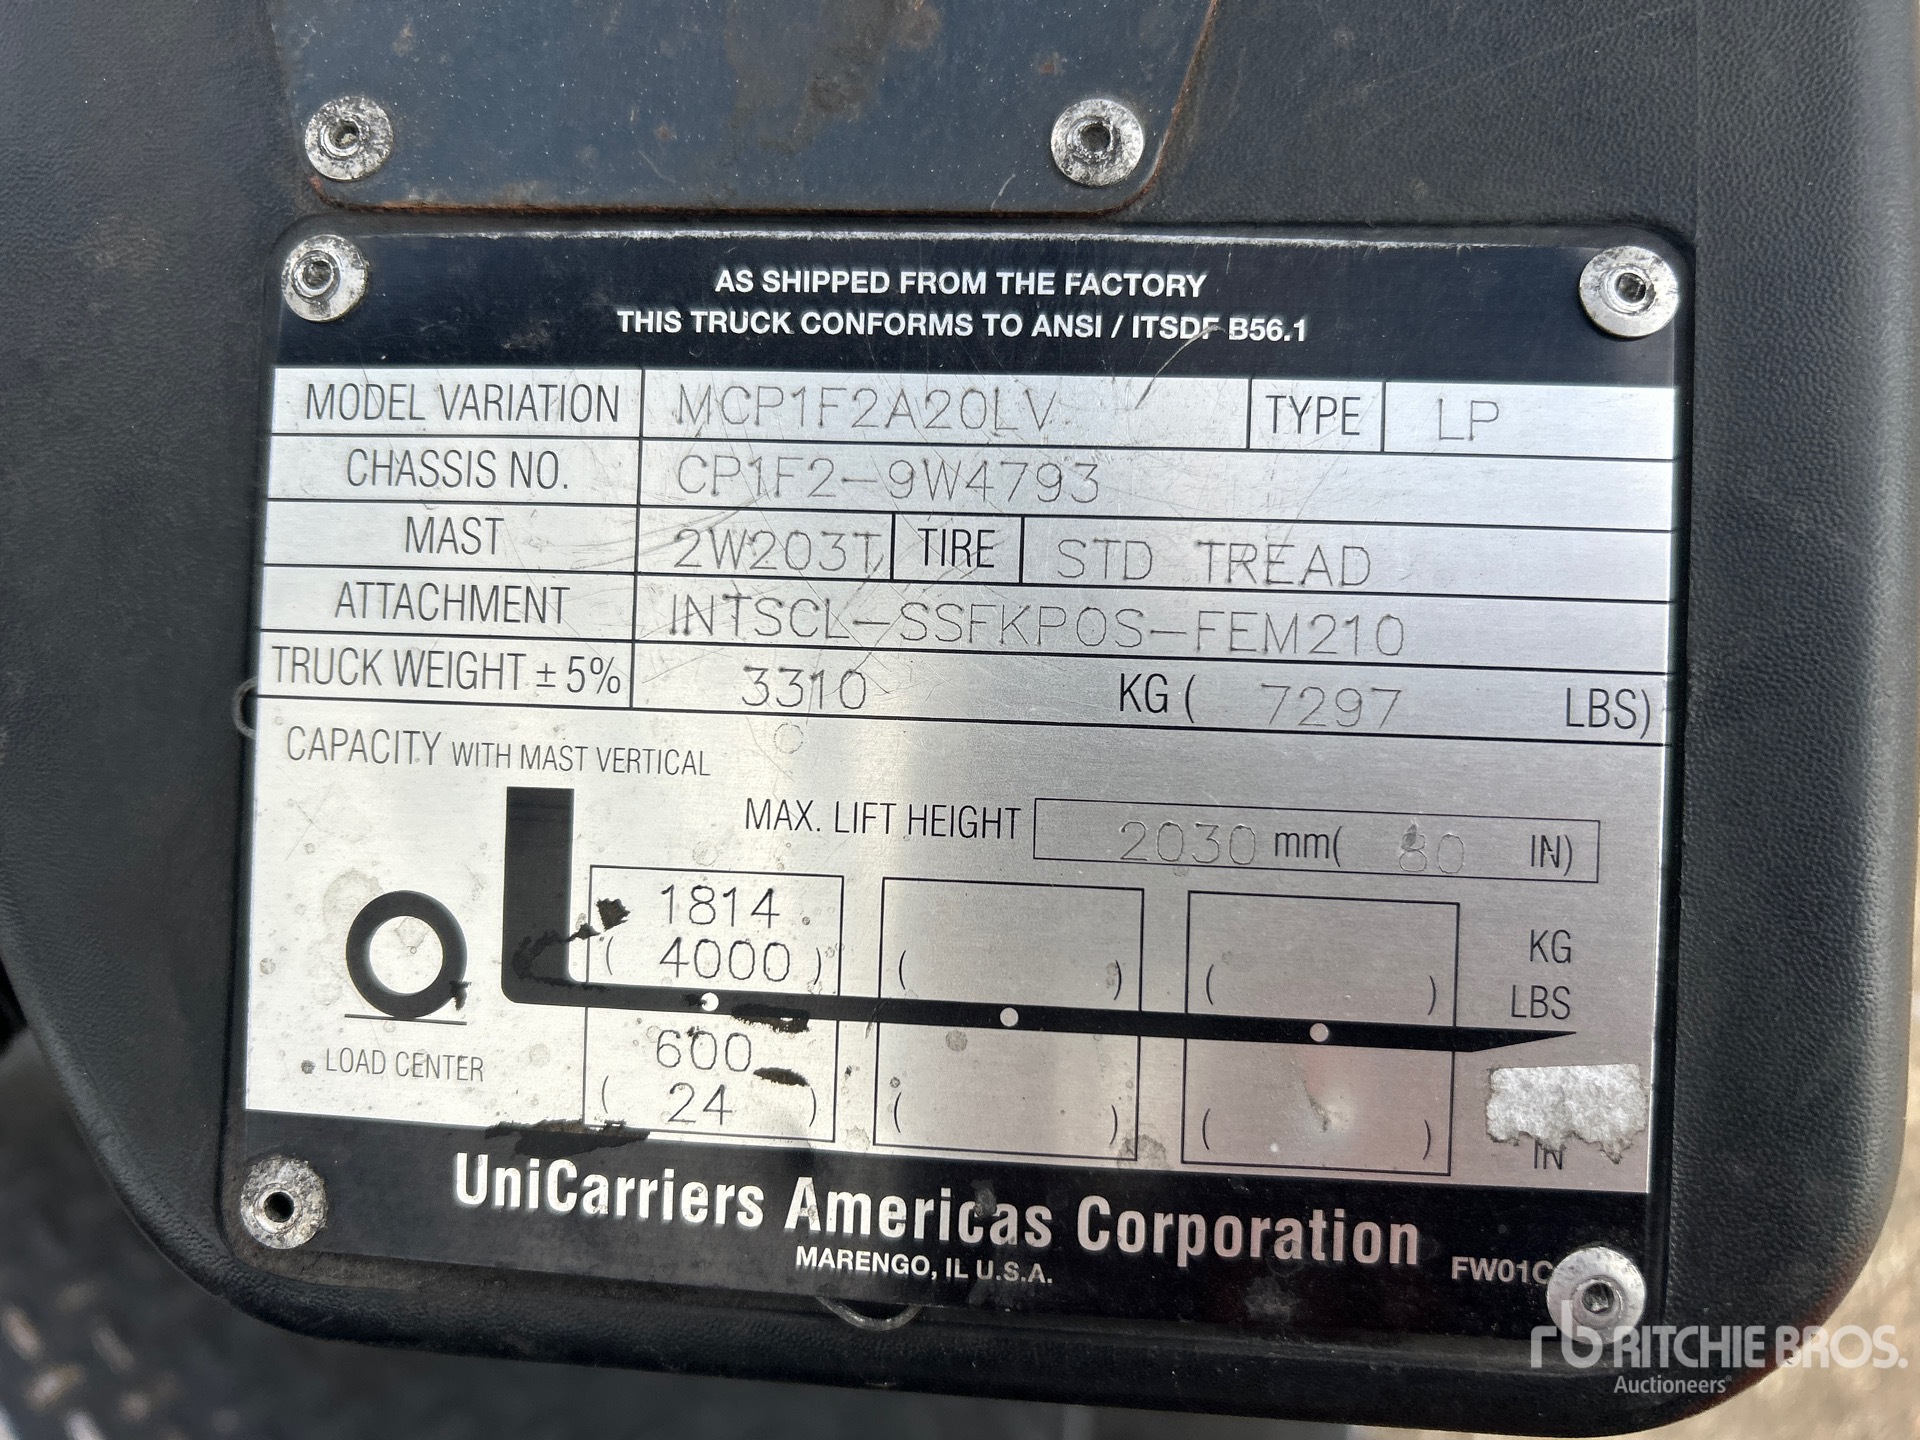 AS SHIPPED FROM THE FACTORY
THIS TRUCK CONFORMS TO ANSI / ITSDF B56.1
MODEL VARIATION MCP1F2A20LV TYPE LP
CHASSIS NO. CP1F2-9W4793
MAST 2W203T TIRE STD TREAD
ATTACHMENT INTSCL-SSFKPOS-FEM210
TRUCK WEIGHT ± 5% 3310 KG ( 7297 LBS)
CAPACITY WITH MAST VERTICAL
MAX. LIFT HEIGHT 2030 mm( 80 IN)
1814 KG
( 4000 ) ( ) ( ) LBS
600
LOAD CENTER
( 24 ) ( ) ( ) IN
UniCarriers Americas Corporation
MARENGO, IL U.S.A. FW01C
rb RITCHIE BROS.
Auctioneers